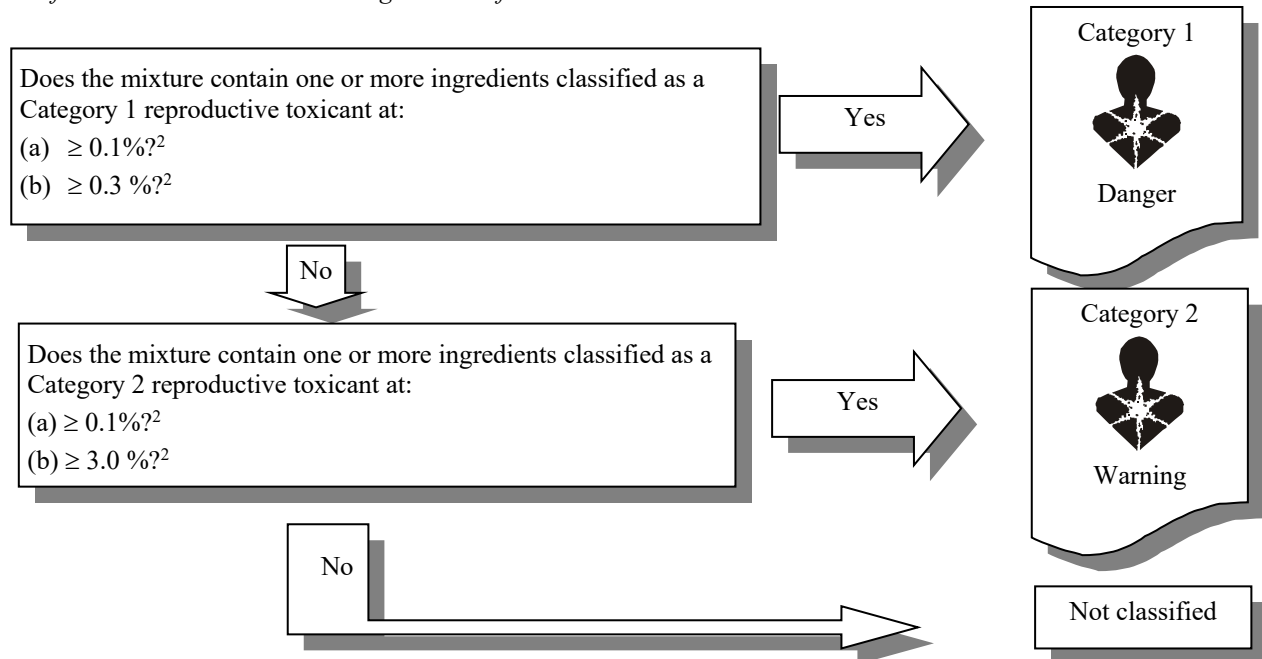 Does the mixture contain one or more ingredients classified as a
Category 1 reproductive toxicant at:
(a) ≥ 0.1%?²
(b) ≥ 0.3 %?²
Yes
Category 1
Danger
No
Does the mixture contain one or more ingredients classified as a
Category 2 reproductive toxicant at:
(a) ≥ 0.1%?²
(b) ≥ 3.0 %?²
Yes
Category 2
Warning
No
Not classified